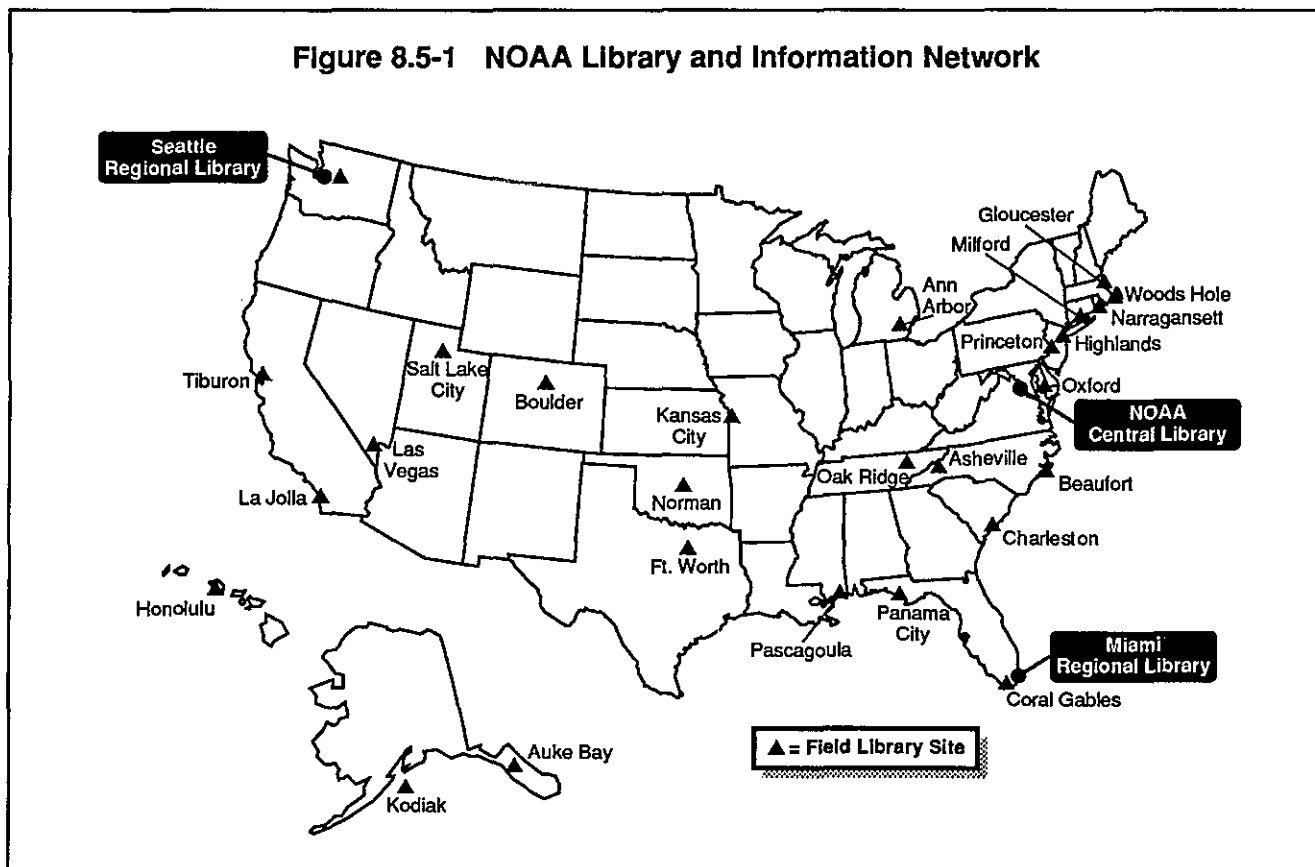 Figure 8.5-1 NOAA Library and Information Network
Seattle
Regional Library
Gloucester
Milford
Ann
Arbor
Woods Hole
Narragansett
Princeton
Highlands
Salt Lake
City
Tiburon
Boulder
Oxford
Kansas
City
NOAA
Central Library
Las
Vegas
Oak Ridge
Asheville
La Jolla
Norman
Beaufort
Charleston
Ft. Worth
Honolulu
Panama
City
Pascagoula
Miami
Regional Library
Coral Gables
▲ = Field Library Site
Auke Bay
Kodiak